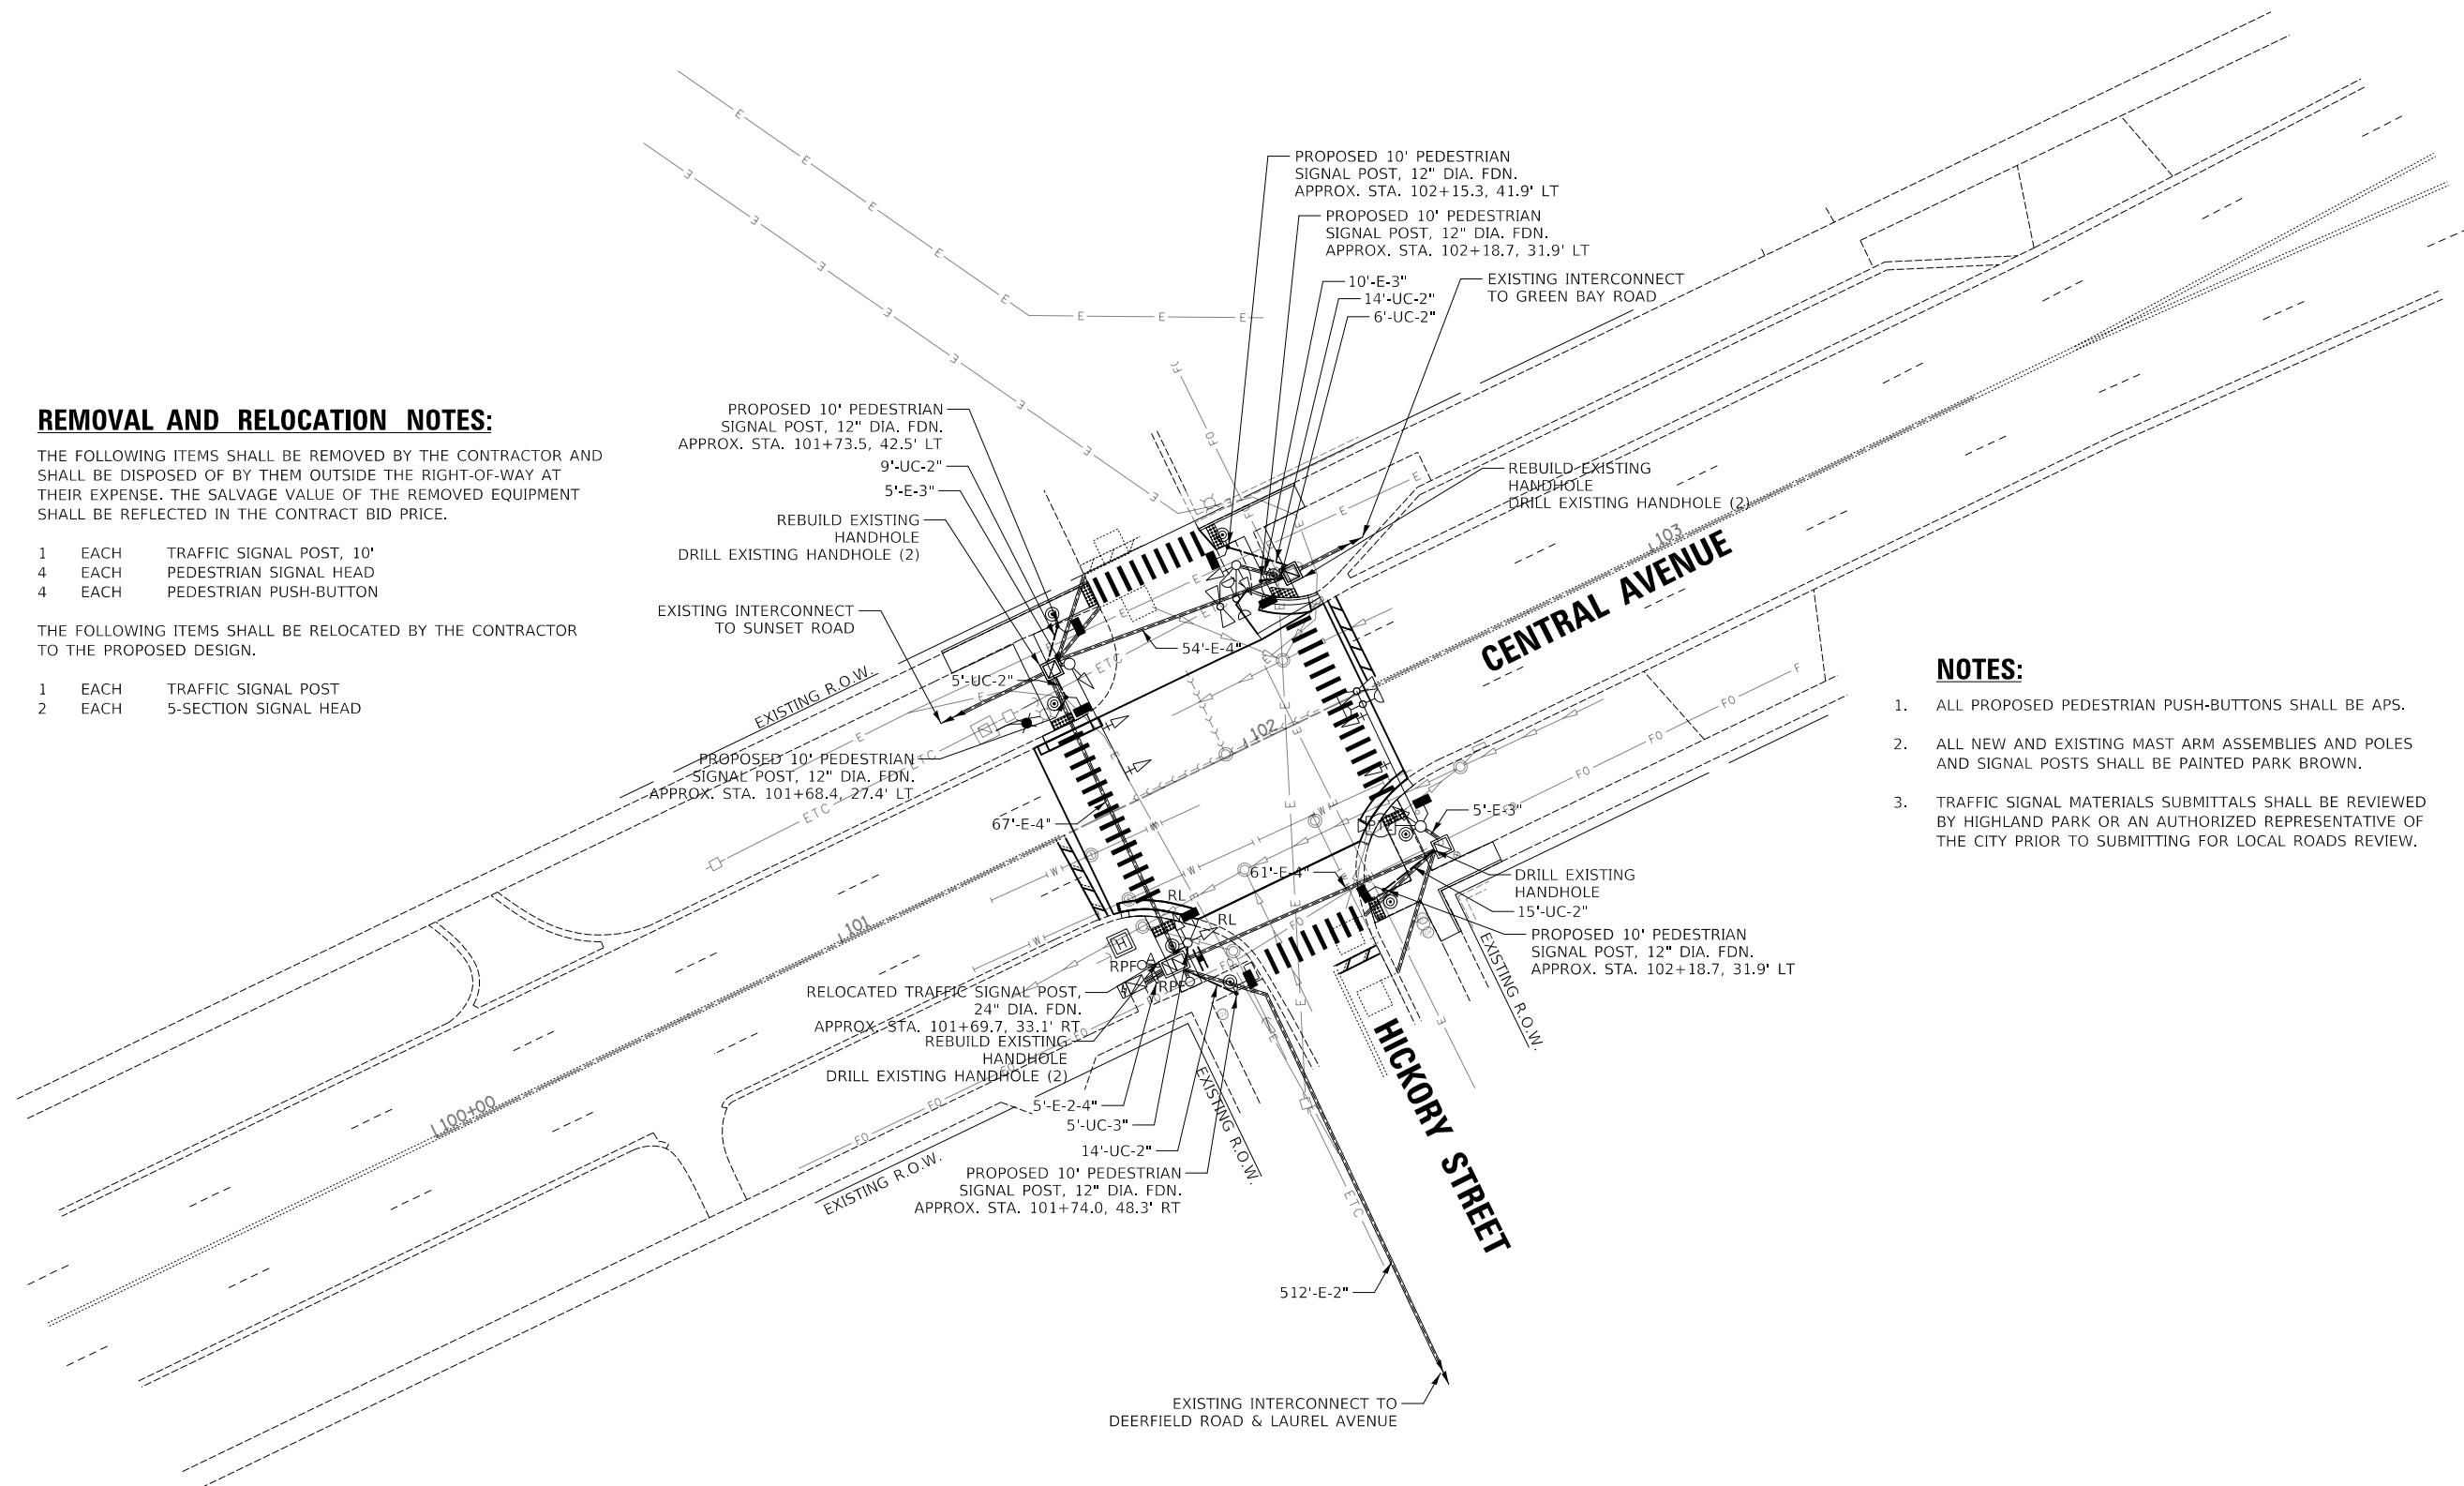 PROPOSED 10' PEDESTRIAN
SIGNAL POST, 12" DIA. FDN.
APPROX. STA. 102+15.3, 41.9' LT
PROPOSED 10' PEDESTRIAN
SIGNAL POST, 12" DIA. FDN.
APPROX. STA. 102+18.7, 31.9' LT
10'-E-3"
14'-UC-2"
6'-UC-2"
EXISTING INTERCONNECT
TO GREEN BAY ROAD
REMOVAL AND RELOCATION NOTES:
THE FOLLOWING ITEMS SHALL BE REMOVED BY THE CONTRACTOR AND
SHALL BE DISPOSED OF BY THEM OUTSIDE THE RIGHT-OF-WAY AT
THEIR EXPENSE. THE SALVAGE VALUE OF THE REMOVED EQUIPMENT
SHALL BE REFLECTED IN THE CONTRACT BID PRICE.
1 EACH TRAFFIC SIGNAL POST, 10'
4 EACH PEDESTRIAN SIGNAL HEAD
4 EACH PEDESTRIAN PUSH-BUTTON
THE FOLLOWING ITEMS SHALL BE RELOCATED BY THE CONTRACTOR
TO THE PROPOSED DESIGN.
1 EACH TRAFFIC SIGNAL POST
2 EACH 5-SECTION SIGNAL HEAD
PROPOSED 10' PEDESTRIAN
SIGNAL POST, 12" DIA. FDN.
APPROX. STA. 101+73.5, 42.5' LT
9'-UC-2"
5'-E-3"
REBUILD EXISTING
HANDHOLE
DRILL EXISTING HANDHOLE (2)
EXISTING INTERCONNECT
TO SUNSET ROAD
REBUILD EXISTING
HANDHOLE
DRILL EXISTING HANDHOLE (2)
L103
CENTRAL AVENUE
54'-E-4"
5'-UC-2"
EXISTING R.O.W.
ETC
L102
PROPOSED 10' PEDESTRIAN
SIGNAL POST, 12" DIA. FDN.
APPROX. STA. 101+68.4, 27.4' LT
ETC
ETC
67'-E-4"
NOTES:
1. ALL PROPOSED PEDESTRIAN PUSH-BUTTONS SHALL BE APS.
2. ALL NEW AND EXISTING MAST ARM ASSEMBLIES AND POLES
AND SIGNAL POSTS SHALL BE PAINTED PARK BROWN.
3. TRAFFIC SIGNAL MATERIALS SUBMITTALS SHALL BE REVIEWED
BY HIGHLAND PARK OR AN AUTHORIZED REPRESENTATIVE OF
THE CITY PRIOR TO SUBMITTING FOR LOCAL ROADS REVIEW.
5'-E-3"
61'-E-4"
DRILL EXISTING
HANDHOLE
15'-UC-2"
PROPOSED 10' PEDESTRIAN
SIGNAL POST, 12" DIA. FDN.
APPROX. STA. 102+18.7, 31.9' LT
EXISTING R.O.W.
L101
RL
RL
H
RPF
RPF
RELOCATED TRAFFIC SIGNAL POST,
24" DIA. FDN.
APPROX. STA. 101+69.7, 33.1' RT
REBUILD EXISTING
HANDHOLE
DRILL EXISTING HANDHOLE (2)
L100+00
5'-E-2-4"
5'-UC-3"
14'-UC-2"
PROPOSED 10' PEDESTRIAN
SIGNAL POST, 12" DIA. FDN.
APPROX. STA. 101+74.0, 48.3' RT
EXISTING R.O.W.
EXISTING R.O.W.
HICKORY STREET
ETC
512'-E-2"
EXISTING INTERCONNECT TO
DEERFIELD ROAD & LAUREL AVENUE